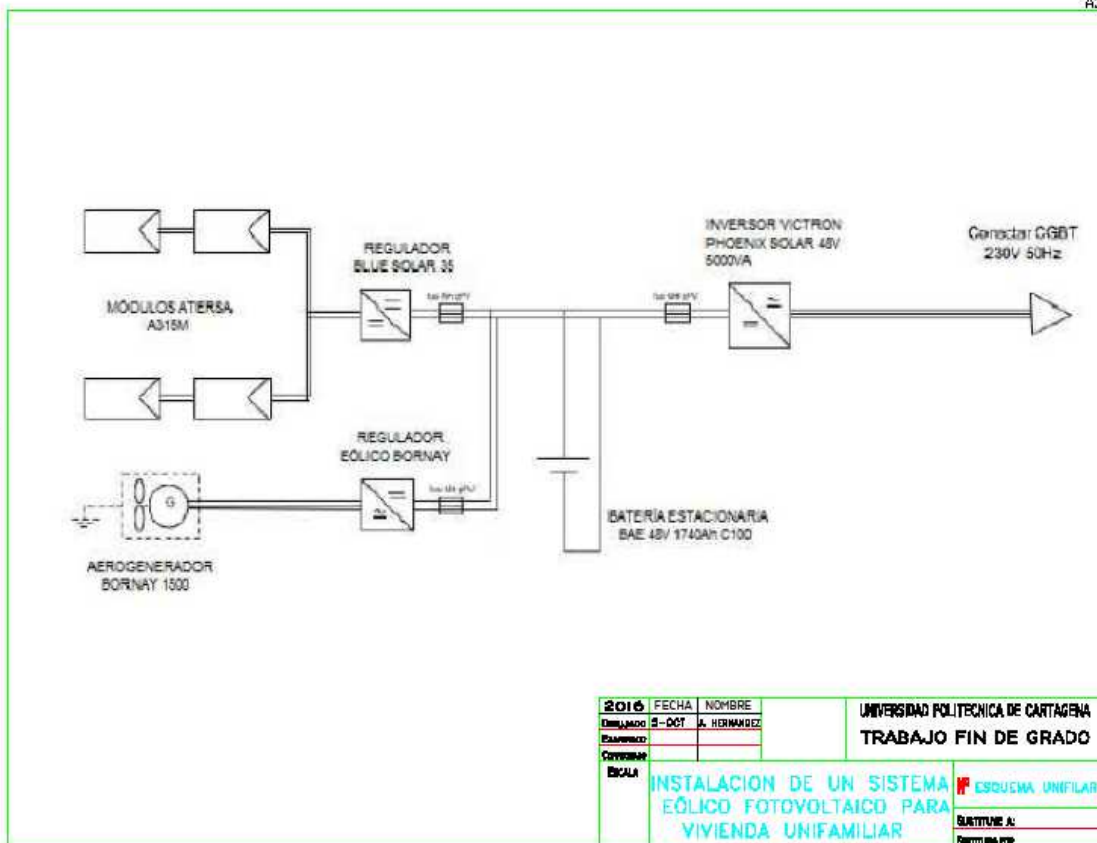 REGULADOR
BLUE SOLAR 35
MÓDULOS ATERSA
A315M
INVERSOR VICTRON
PHOENIX SOLAR 48V
5000VA
Conectar CGBT
230V 50Hz
REGULADOR
EÓLICO BORNAY
G
AEROGENERADOR
BORNAY 1500
BATERÍA ESTACIONARIA
BAE 48V 1740Ah C100
2016 FECHA NOMBRE
5-OCT A. HERNANDEZ
ESCALA
UNIVERSIDAD POLITECNICA DE CARTAGENA
TRABAJO FIN DE GRADO
INSTALACION DE UN SISTEMA
EÓLICO FOTOVOLTAICO PARA
VIVIENDA UNIFAMILIAR
Nº ESQUEMA UNIFILAR
SUSTITUYE A: